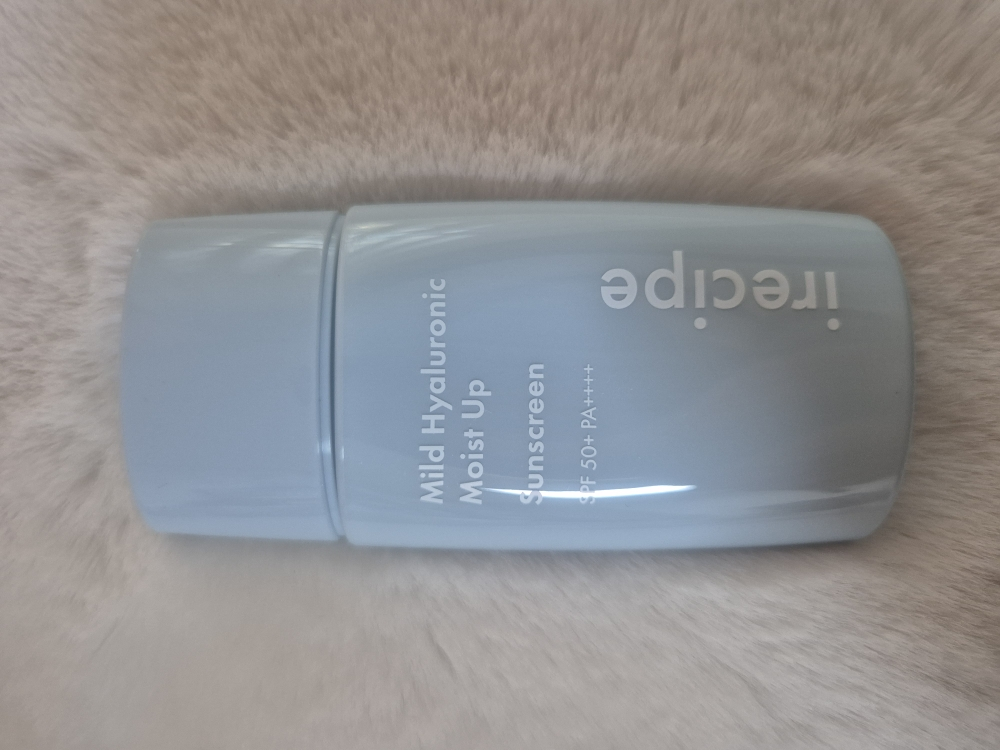 Mild Hyaluronic
Moist Up
Sunscreen
SPF 50+ PA++++
irecipe